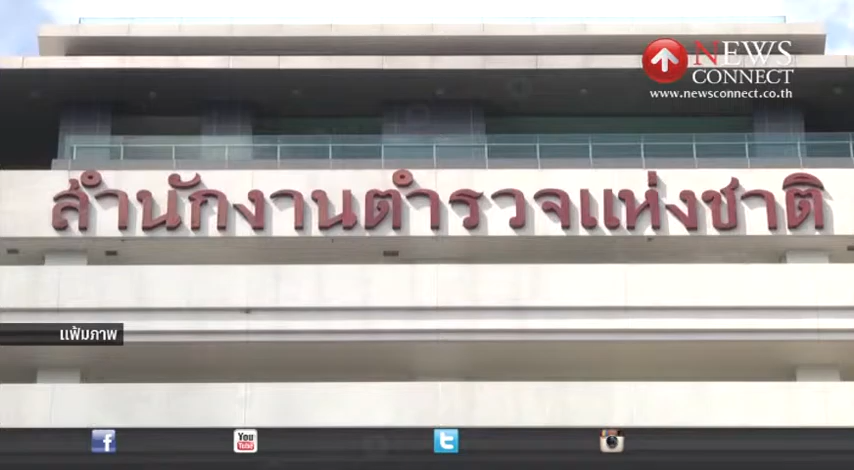 NEWS
CONNECT
www.newsconnect.co.th
สำนักงานตำรวจแห่งชาติ
แฟ้มภาพ
f
You
Tube
t